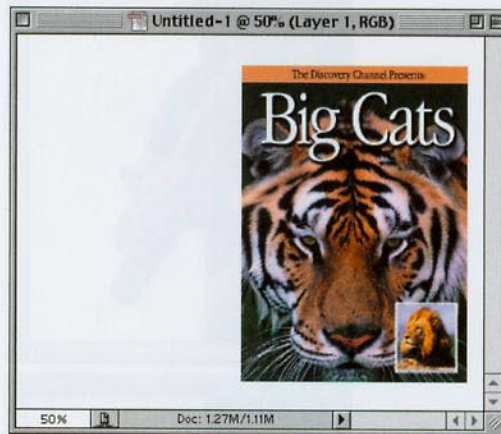 Untitled-1 @ 50% (Layer 1, RGB)
The Discovery Channel Presents:
Big Cats
50%
Doc: 1.27M/1.11M